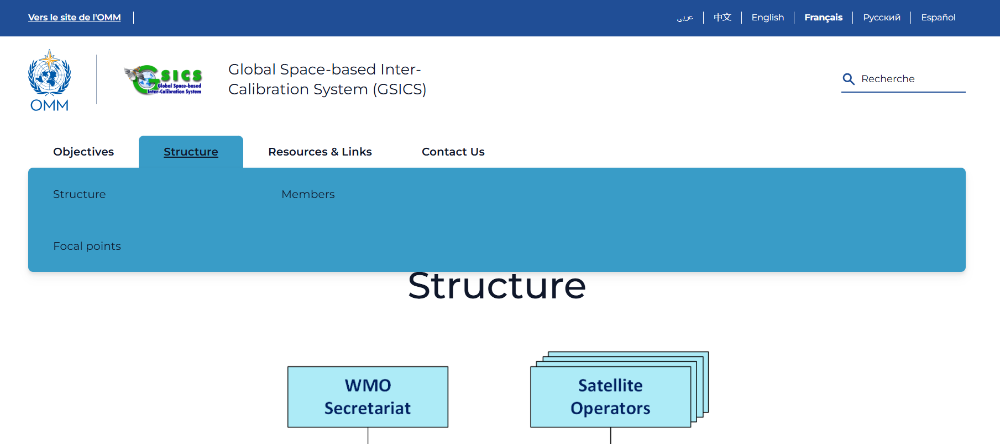 Vers le site de l'OMM
عربي
中文
English
Français
Русский
Español
OMM
GSICS
Global Space-based
Inter-Calibration System
Global Space-based Inter-
Calibration System (GSICS)
Recherche
Objectives
Structure
Resources & Links
Contact Us
Structure
Members
Focal points
Structure
WMO
Secretariat
Satellite
Operators